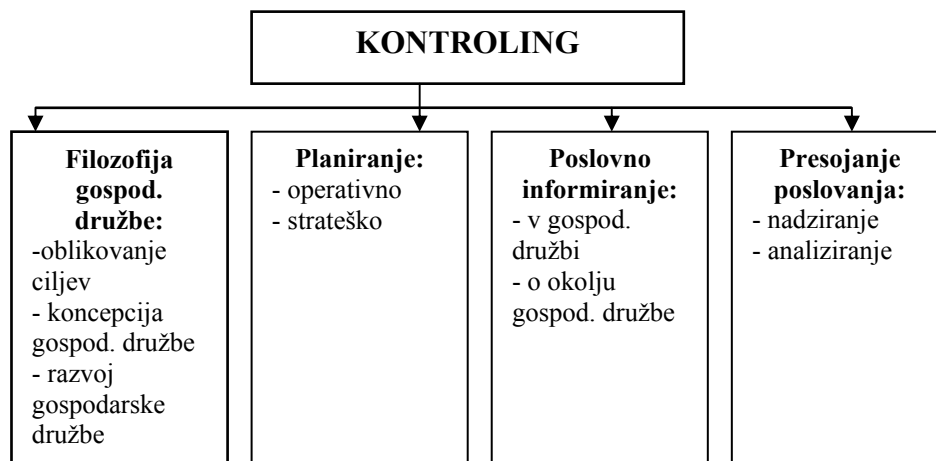 KONTROLING
Filozofija
gospod.
družbe:
-oblikovanje
ciljev
- koncepcija
gospod. družbe
- razvoj
gospodarske
družbe
Planiranje:
- operativno
- strateško
Poslovno
informiranje:
- v gospod.
družbi
- o okolju
gospod. družbe
Presojanje
poslovanja:
- nadziranje
- analiziranje